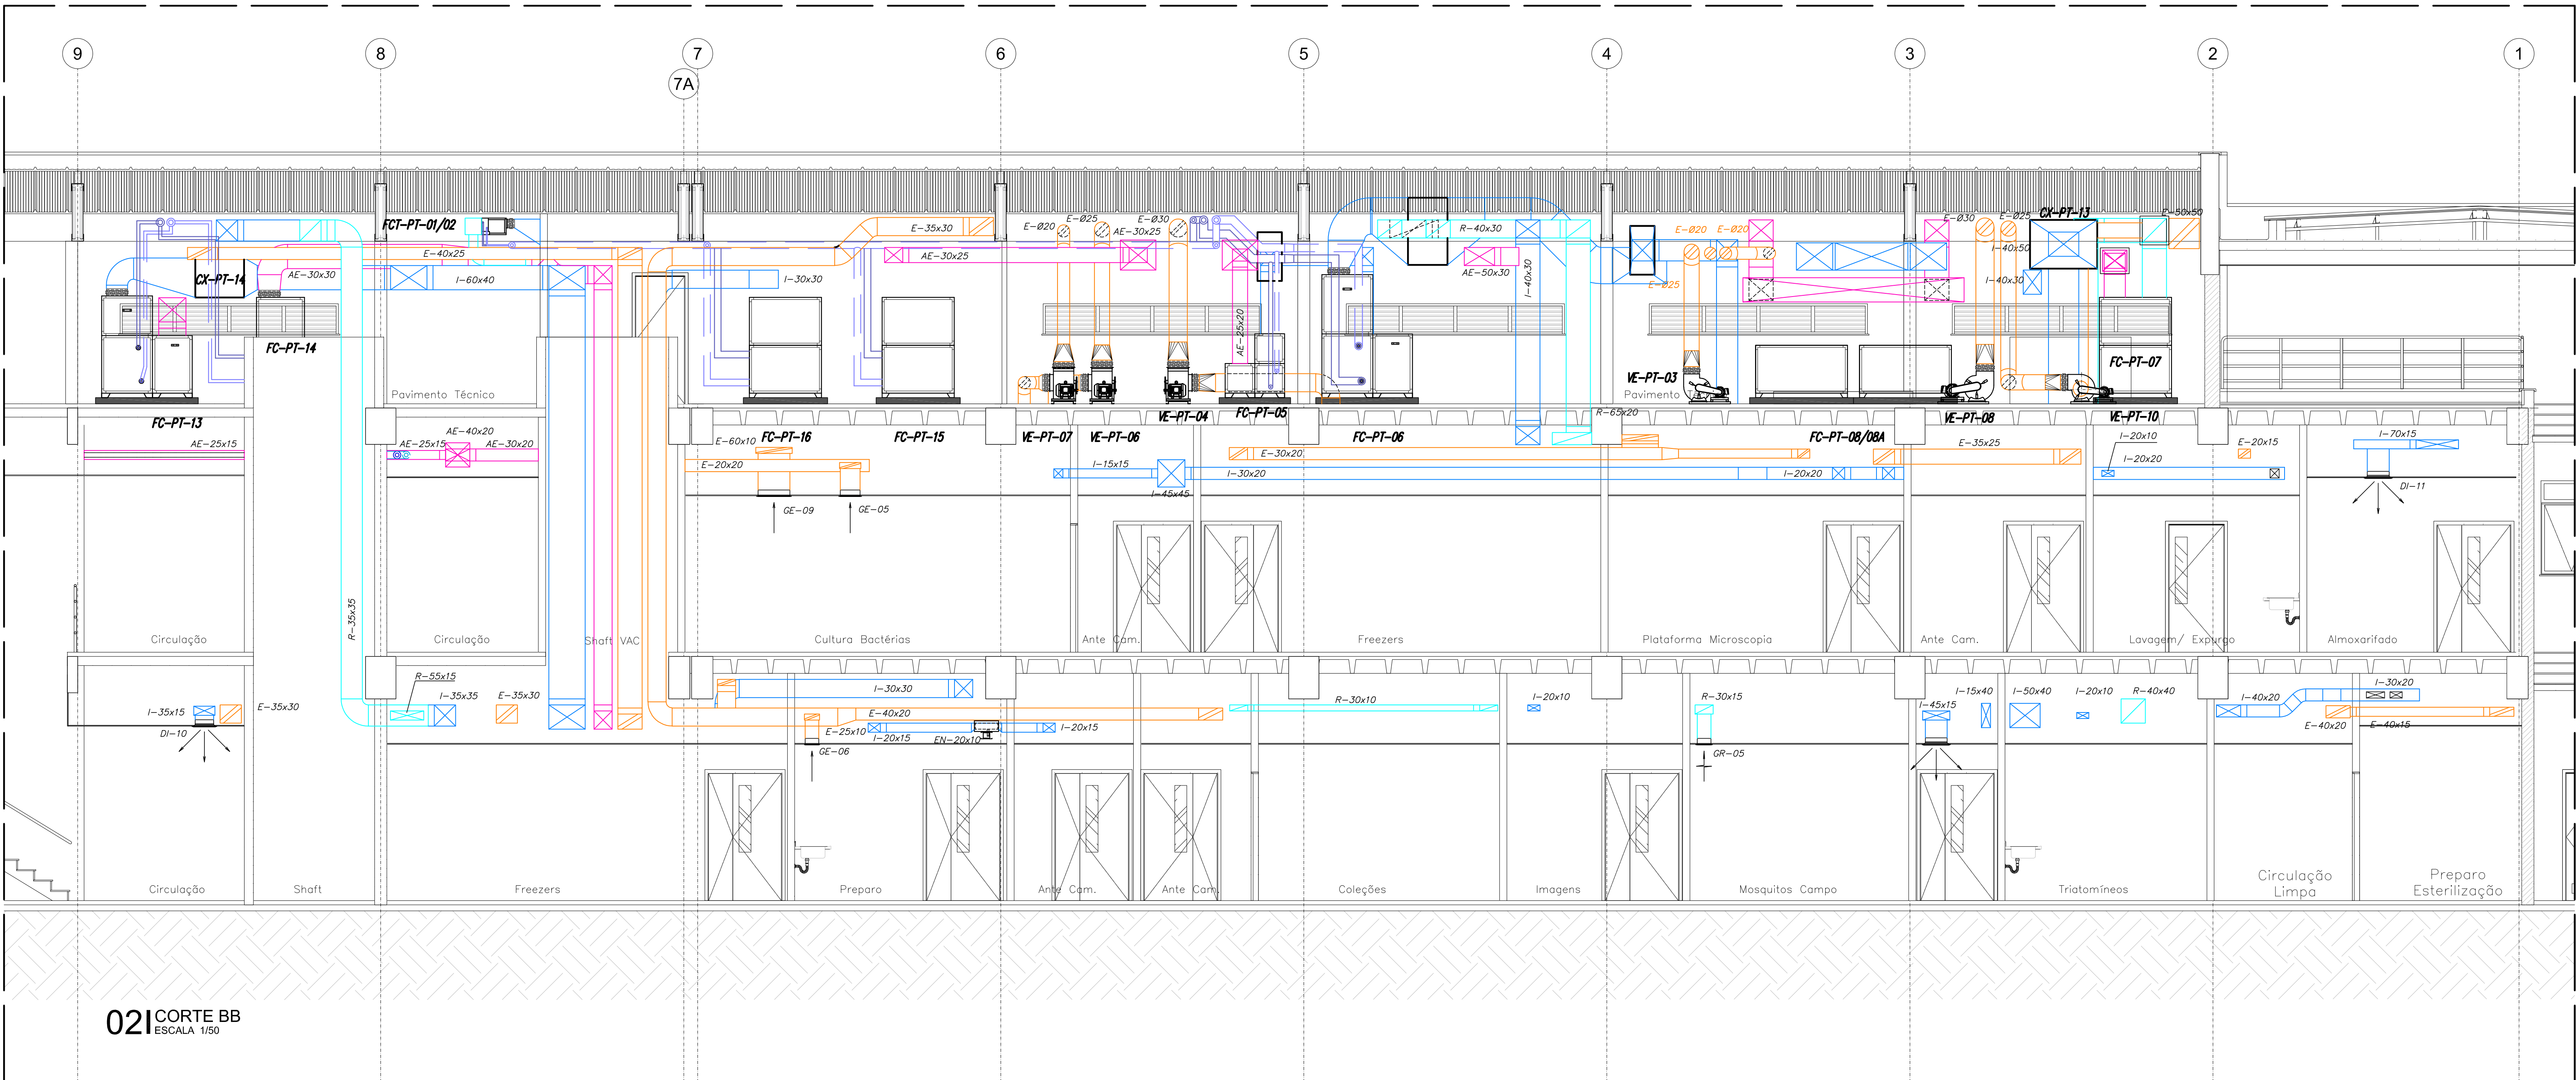 9
8
7
7A
6
5
4
3
2
1
FCT-PT-01/02
E-35x30
E-Ø20
E-Ø25
E-Ø30
AE-30x25
R-40x30
E-Ø20
E-Ø20
E-Ø30
E-Ø25
CX-PT-13
E-50x50
E-40x25
AE-30x25
I-40x50
CX-PT-14
AE-30x30
I-60x40
I-30x30
AE-50x30
I-40x30
E-Ø25
I-40x30
AE-25x20
FC-PT-14
FC-PT-07
VE-PT-03
Pavimento Técnico
Pavimento
FC-PT-13
VE-PT-04
FC-PT-05
R-65x20
VE-PT-08
VE-PT-10
AE-25x15
AE-40x20
AE-25x15
AE-30x20
E-60x10
FC-PT-16
FC-PT-15
VE-PT-07
VE-PT-06
FC-PT-06
FC-PT-08/08A
E-35x25
I-20x10
E-20x15
I-70x15
E-20x20
I-15x15
E-30x20
I-30x20
I-20x20
I-20x20
I-45x45
DI-11
GE-09
GE-05
R-35x35
Circulação
Circulação
Shaft VAC
Cultura Bactérias
Ante Cam.
Freezers
Plataforma Microscopia
Ante Cam.
Lavagem/ Expurgo
Almoxarifado
R-55x15
I-35x35
E-35x30
I-30x30
R-30x10
I-20x10
R-30x15
I-15x40
I-50x40
I-20x10
R-40x40
I-40x20
I-30x20
I-35x15
E-35x30
DI-10
E-40x20
E-25x10
I-20x15
EN-20x10
I-20x15
I-45x15
E-40x20
E-40x15
GE-06
GR-05
Circulação
Shaft
Freezers
Preparo
Ante Cam.
Ante Cam.
Coleções
Imagens
Mosquitos Campo
Triatomíneos
Circulação
Limpa
Preparo
Esterilização
02 CORTE BB
ESCALA 1/50